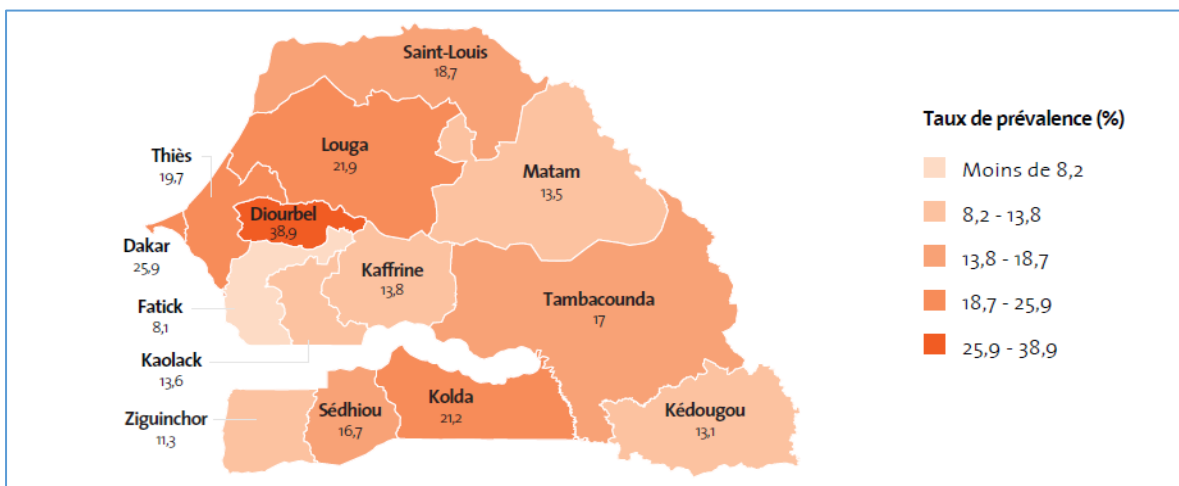 Saint-Louis
18,7
Louga
21,9
Thiès
19,7
Matam
13,5
Diourbel
38,9
Dakar
25,9
Kaffrine
13,8
Tambacounda
17
Fatick
8,1
Kaolack
13,6
Ziguinchor
11,3
Sédhiou
16,7
Kolda
21,2
Kédougou
13,1
Taux de prévalence (%)
Moins de 8,2
8,2 - 13,8
13,8 - 18,7
18,7 - 25,9
25,9 - 38,9